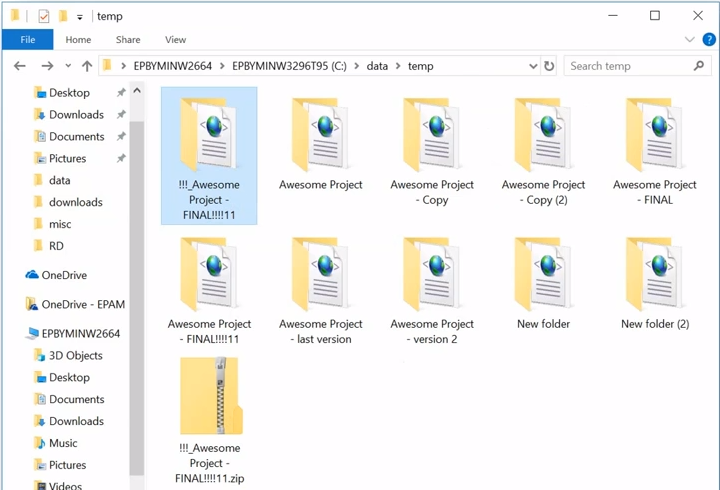 temp
File
Home
Share
View
EPBYMINW2664 > EPBYMINW3296T95 (C:) > data > temp
Search temp
Desktop
Downloads
Documents
Pictures
data
downloads
misc
RD
OneDrive
OneDrive - EPAM
EPBYMINW2664
3D Objects
Desktop
Documents
Downloads
Music
Pictures
Videos
!!!_Awesome
Project -
FINAL!!!!11
Awesome Project
Awesome Project
- Copy
Awesome Project
- Copy (2)
Awesome Project
- FINAL
Awesome Project
- FINAL!!!!11
Awesome Project
- last version
Awesome Project
- version 2
New folder
New folder (2)
!!!_Awesome
Project -
FINAL!!!!11.zip